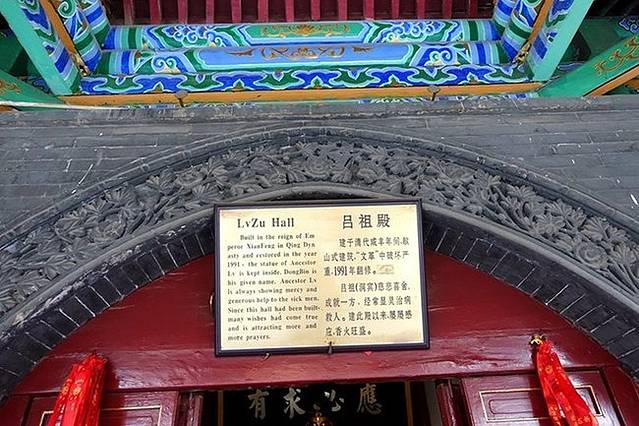 LvZu Hall
Built in the reign of Em
peror XianFeng in Qing Dyn
asty and restored in the year
1991 - the statue of Ancestor
Lv is kept inside. DongBin is
his given name. Ancestor Lv
is always showing mercy and
generous help to the sick men.
Since this hall had been built-
many wishes had come true
and is attracting more and
more prayers.
吕祖殿
建于清代咸丰年间,歇
山式建筑,"文革"中破坏严
重,1991年翻修。
吕祖(洞宾)慈悲喜舍,
成就一方、经常显灵治病
救人。建此殿以来,屡屡感
应,香火旺盛。
有求必應